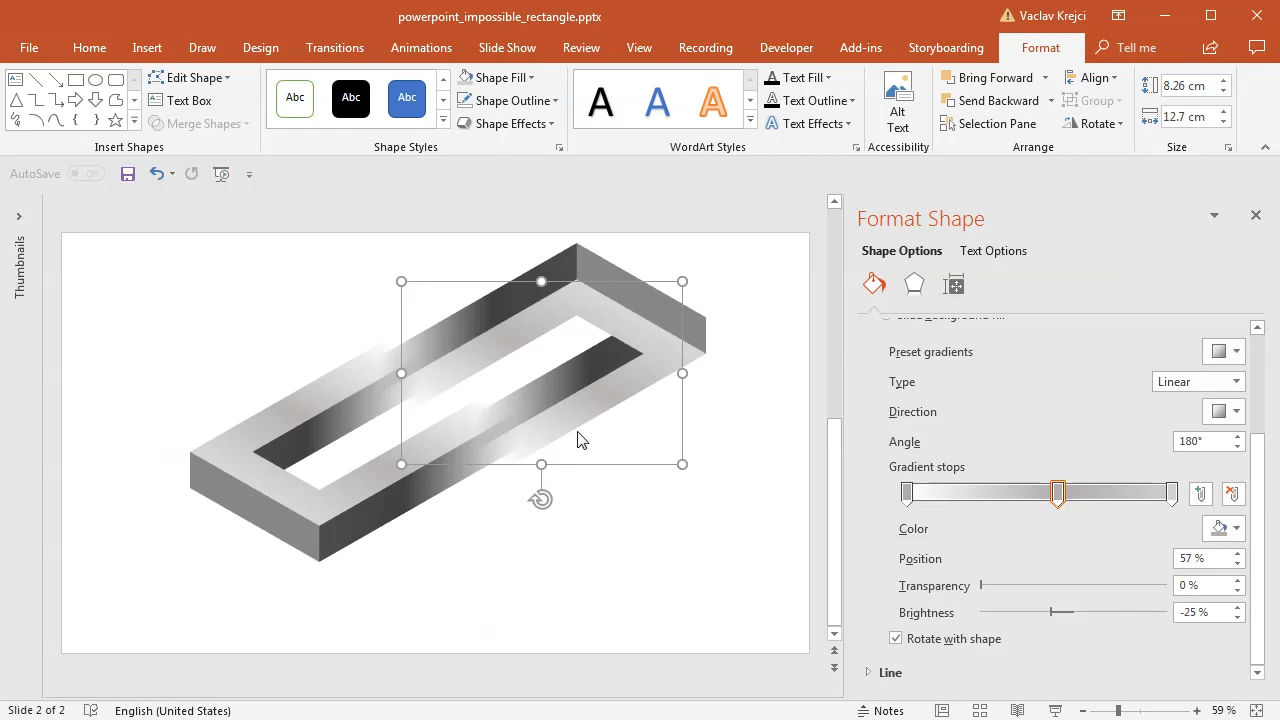 powerpoint_impossible_rectangle.pptx
Vaclav Krejci
File Home Insert Draw Design Transitions Animations Slide Show Review View Recording Developer Add-ins Storyboarding Format Tell me
Edit Shape
Text Box
Merge Shapes
Insert Shapes
Abc Abc Abc
Shape Fill
Shape Outline
Shape Effects
Shape Styles
A A A
Text Fill
Text Outline
Text Effects
WordArt Styles
Alt
Text
Accessibility
Bring Forward
Send Backward
Selection Pane
Align
Group
Rotate
Arrange
8.26 cm
12.7 cm
Size
AutoSave Off
Thumbnails
Format Shape
Shape Options Text Options
Slide background fill
Preset gradients
Type Linear
Direction
Angle 180°
Gradient stops
Color
Position 57 %
Transparency 0 %
Brightness -25 %
Rotate with shape
Line
Slide 2 of 2 English (United States) Notes 59 %